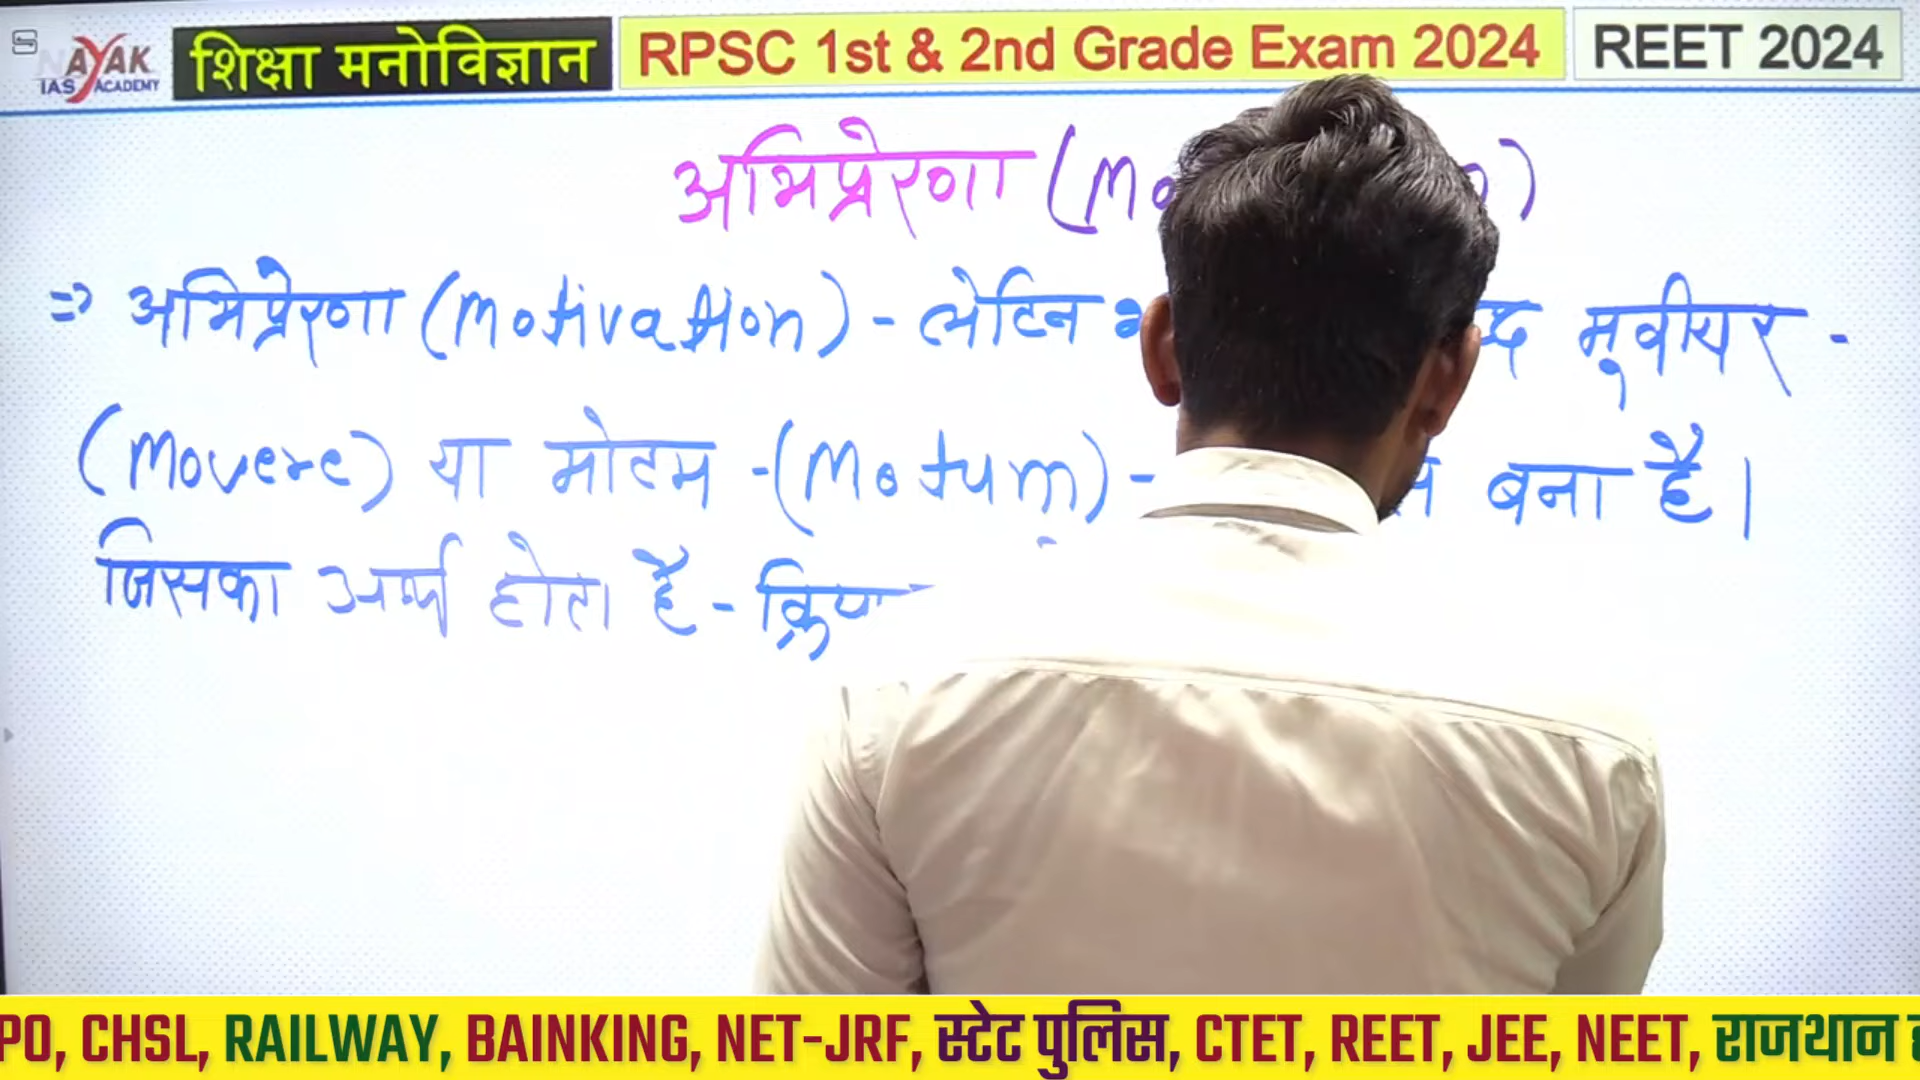 NAYAK
IAS ACADEMY
शिक्षा मनोविज्ञान
RPSC 1st & 2nd Grade Exam 2024
REET 2024
अभिप्रेरणा (Mo
⇒ अभिप्रेरणा (Motivation) - लेटिन मूवीयर -
(Movere) या मोटम -(Motum)- बना है।
जिसका अर्थ होता है -
PO, CHSL, RAILWAY, BAINKING, NET-JRF, स्टेट पुलिस, CTET, REET, JEE, NEET, राजथान